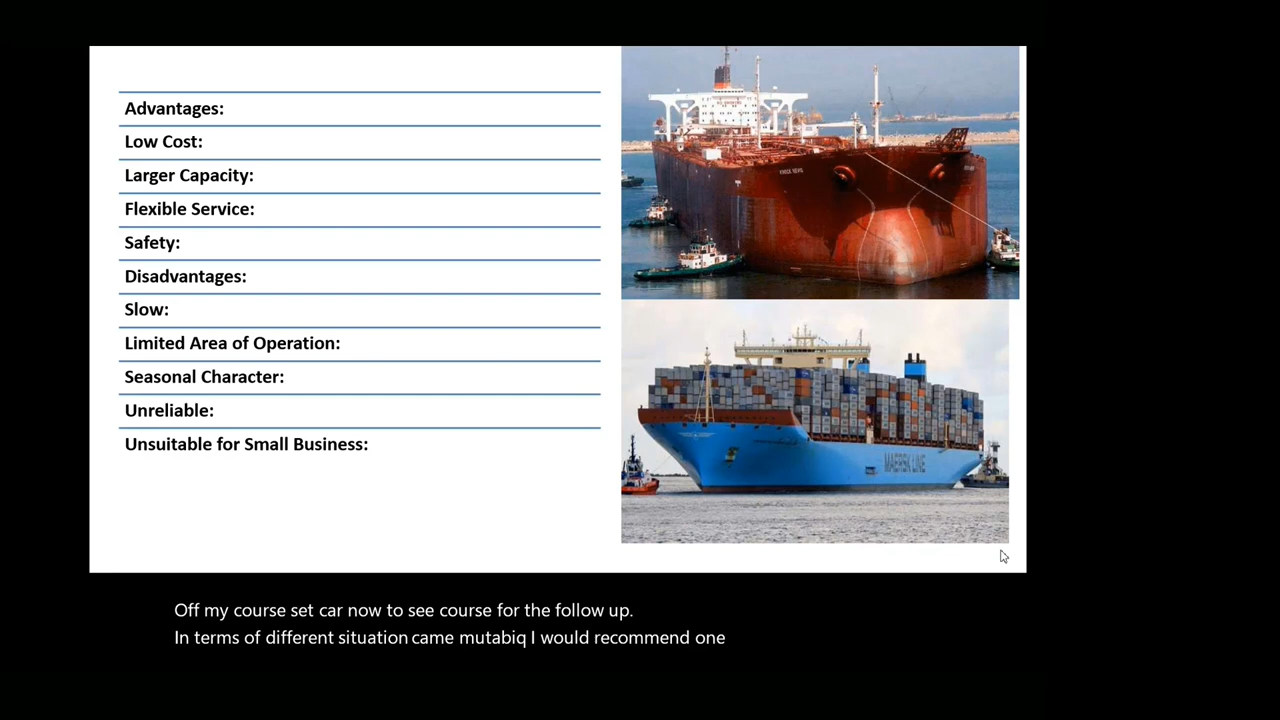 Advantages:
Low Cost:
Larger Capacity:
Flexible Service:
Safety:
Disadvantages:
Slow:
Limited Area of Operation:
Seasonal Character:
Unreliable:
Unsuitable for Small Business:
MAERSK LINE
Off my course set car now to see course for the follow up.
In terms of different situation came mutabiq I would recommend one